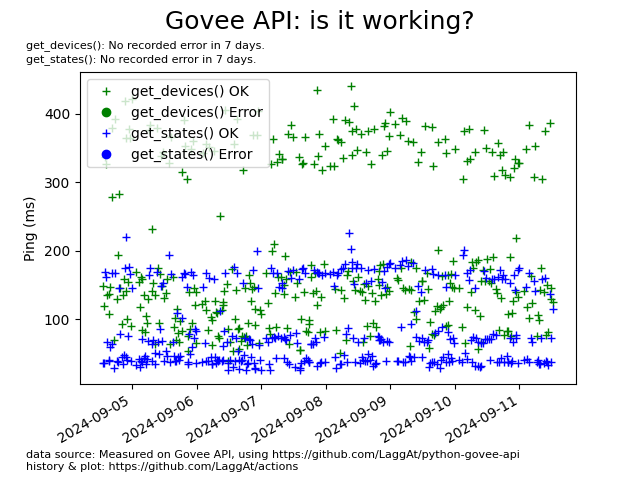 Govee API: is it working?
get_devices(): No recorded error in 7 days.
get_states(): No recorded error in 7 days.
get_devices() OK
get_devices() Error
get_states() OK
get_states() Error
Ping (ms)
400
300
200
100
2024-09-05
2024-09-06
2024-09-07
2024-09-08
2024-09-09
2024-09-10
2024-09-11
data source: Measured on Govee API, using https://github.com/LaggAt/python-govee-api
history & plot: https://github.com/LaggAt/actions